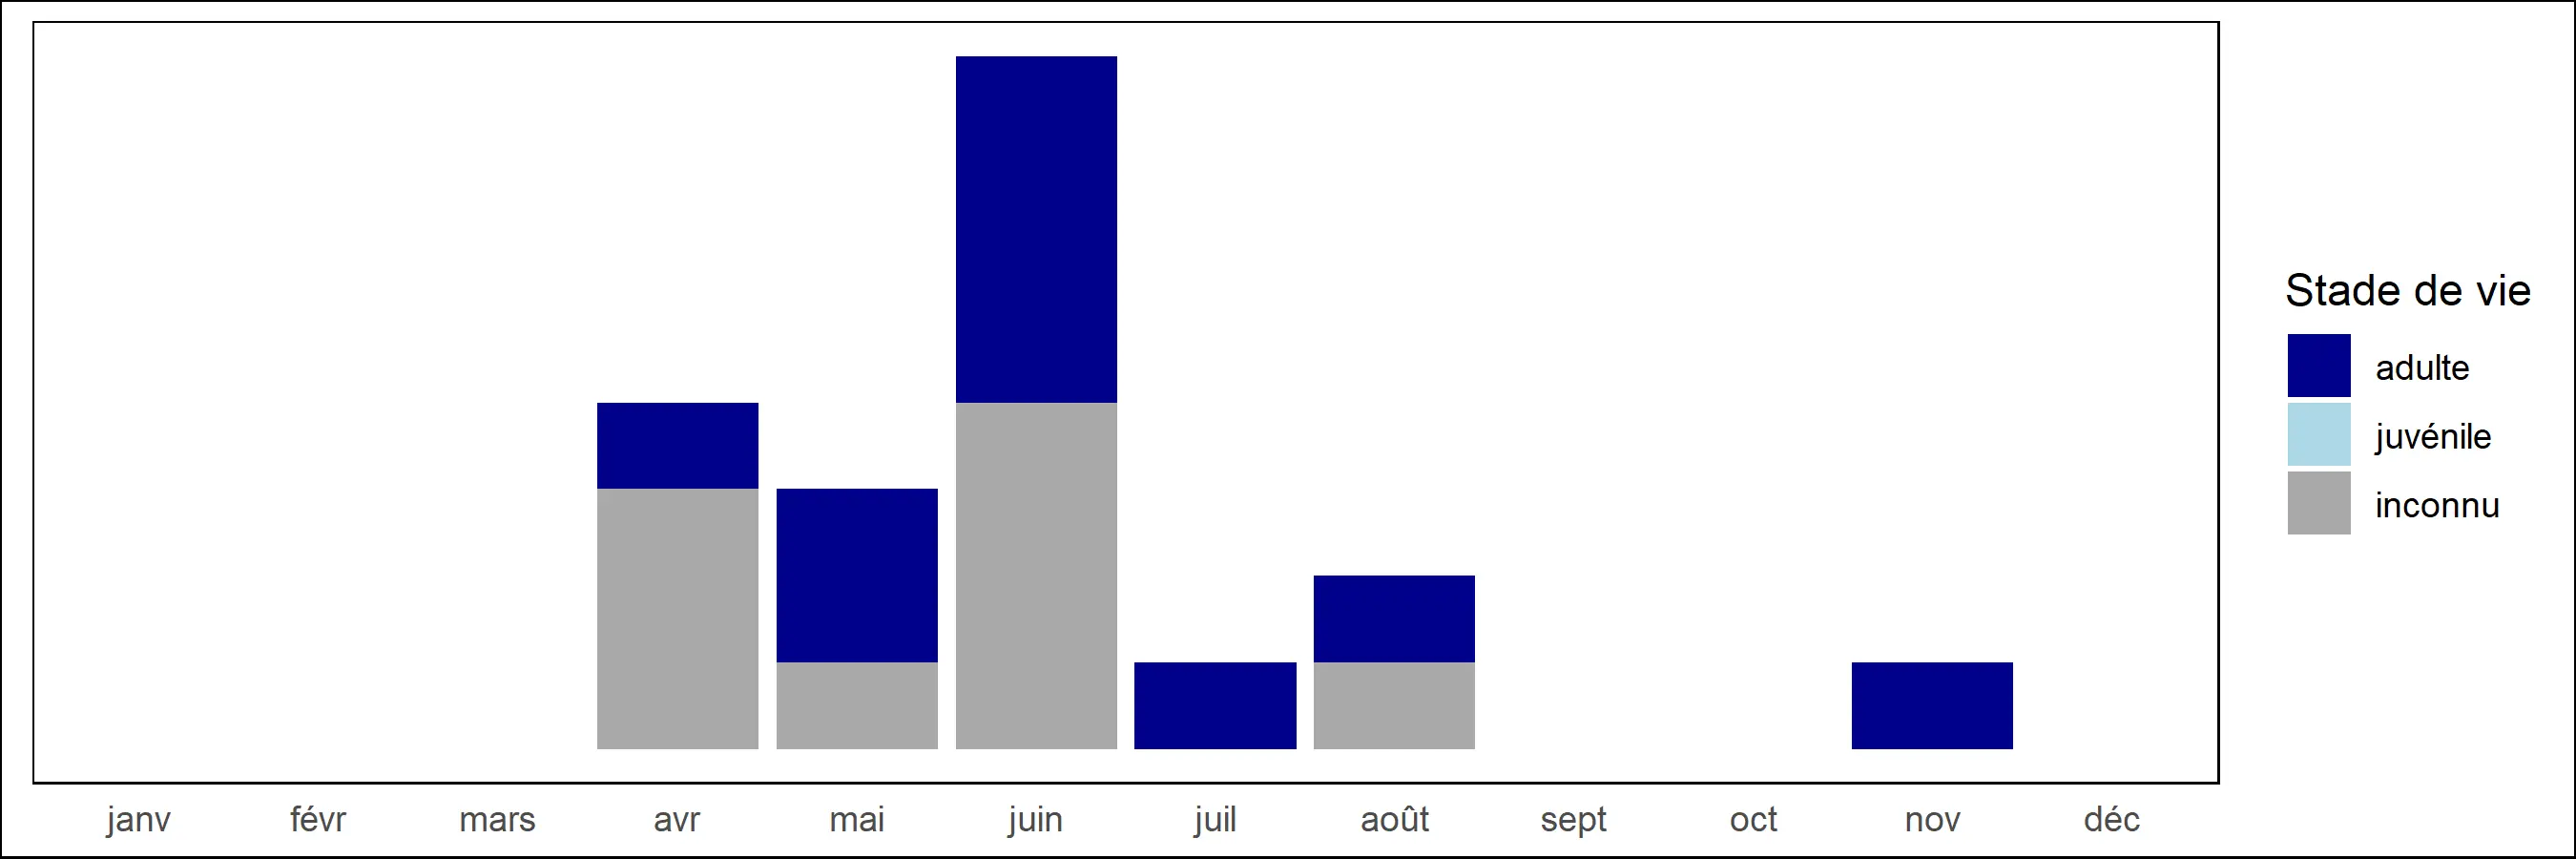 Stade de vie
adulte
juvénile
inconnu
janv févr mars avr mai juin juil août sept oct nov déc